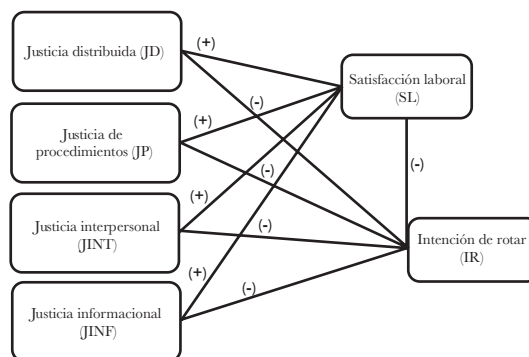 Justicia distribuida (JD)
(+)
Satisfacción laboral
(SL)
(-)
Justicia de
procedimientos (JP)
(+)
(-)
(-)
Justicia interpersonal
(JINT)
(+)
(-)
Intención de rotar
(IR)
Justicia informacional
(JINF)
(+)
(-)